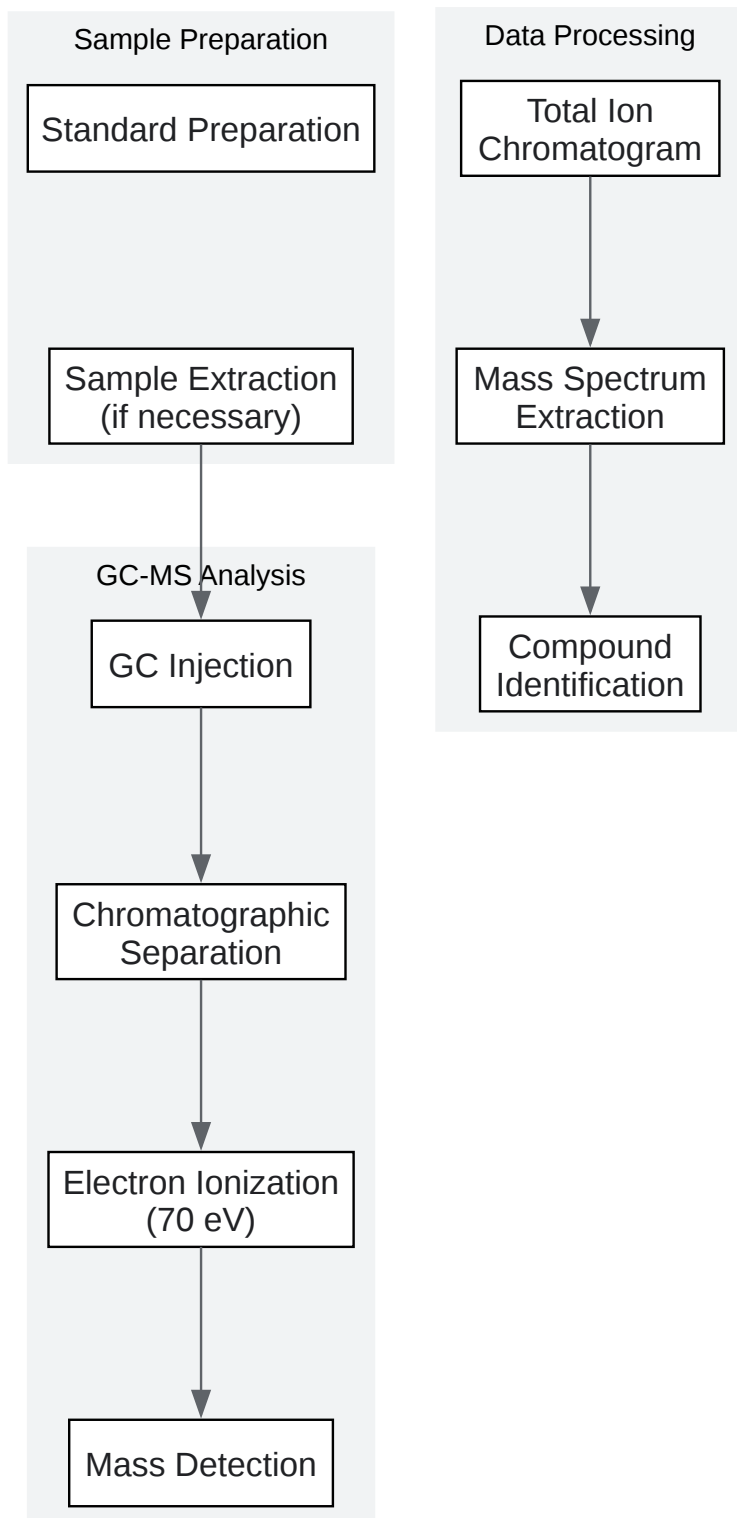 Sample Preparation
Standard Preparation
Sample Extraction
(if necessary)
GC-MS Analysis
GC Injection
Chromatographic
Separation
Electron Ionization
(70 eV)
Mass Detection
Data Processing
Total Ion
Chromatogram
Mass Spectrum
Extraction
Compound
Identification